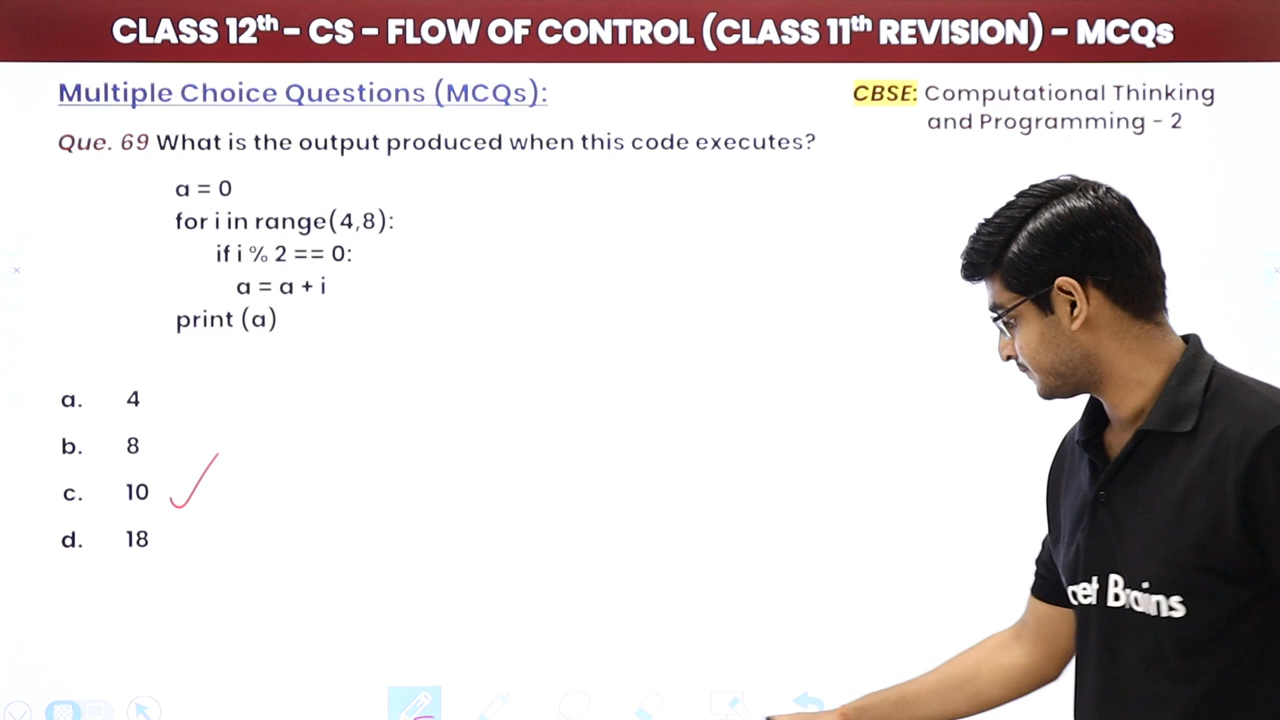 CLASS 12th - CS - FLOW OF CONTROL (CLASS 11th REVISION) - MCQs
Multiple Choice Questions (MCQs):
CBSE: Computational Thinking
and Programming - 2
Que. 69 What is the output produced when this code executes?
a = 0
for i in range(4,8):
if i % 2 == 0:
a = a + i
print (a)
a. 4
b. 8
c. 10
d. 18
Brains